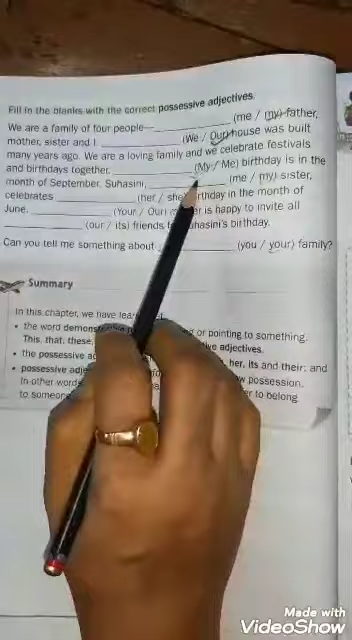 Fill in the blanks with the correct possessive adjectives.
We are a family of four people— (me / my) father,
mother, sister and I. (We / Our) house was built
many years ago. We are a loving family and we celebrate festivals
and birthdays together. (My / Me) birthday is in the
month of September. Suhasini, (me / my) sister,
celebrates (her / she) birthday in the month of
June. (Your / Our) is happy to invite all
(our / its) friends Suhasini's birthday.
Can you tell me something about (you / your) family?
Summary
In this chapter, we have
the word or pointing to something.
This, that, these, adjectives.
the possessive her, its and their; and
possessive possession.
In other words to belong
to
Made with
VideoShow